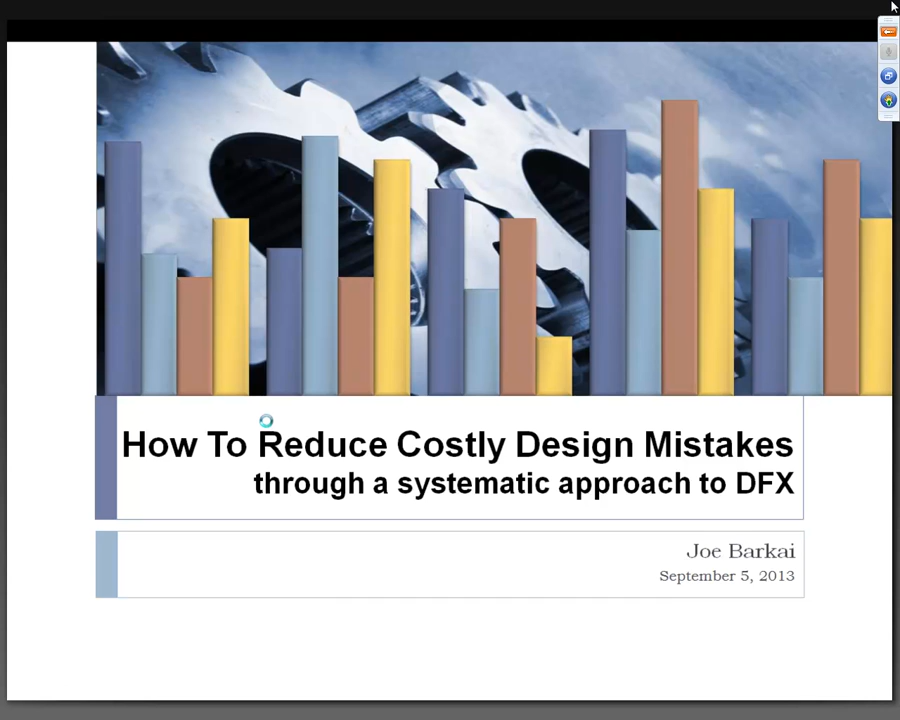 How To Reduce Costly Design Mistakes
through a systematic approach to DFX
Joe Barkai
September 5, 2013